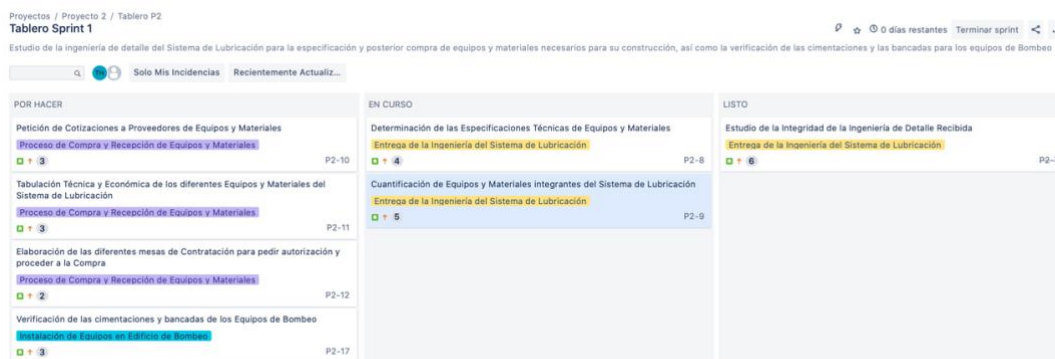 Proyectos / Proyecto 2 / Tablero P2
Tablero Sprint 1
0 días restantes Terminar sprint
Estudio de la ingeniería de detalle del Sistema de Lubricación para la especificación y posterior compra de equipos y materiales necesarios para su construcción, así como la verificación de las cimentaciones y las bancadas para los equipos de Bombeo
Solo Mis Incidencias Recientemente Actualiz...
POR HACER
Petición de Cotizaciones a Proveedores de Equipos y Materiales
Proceso de Compra y Recepción de Equipos y Materiales
3 P2-10
Tabulación Técnica y Económica de los diferentes Equipos y Materiales del
Sistema de Lubricación
Proceso de Compra y Recepción de Equipos y Materiales
3 P2-11
Elaboración de las diferentes mesas de Contratación para pedir autorización y
proceder a la Compra
Proceso de Compra y Recepción de Equipos y Materiales
2 P2-12
Verificación de las cimentaciones y bancadas de los Equipos de Bombeo
Instalación de Equipos en Edificio de Bombeo
3 P2-17
EN CURSO
Determinación de las Especificaciones Técnicas de Equipos y Materiales
Entrega de la Ingeniería del Sistema de Lubricación
4 P2-8
Cuantificación de Equipos y Materiales integrantes del Sistema de Lubricación
Entrega de la Ingeniería del Sistema de Lubricación
5 P2-9
LISTO
Estudio de la Integridad de la Ingeniería de Detalle Recibida
Entrega de la Ingeniería del Sistema de Lubricación
6